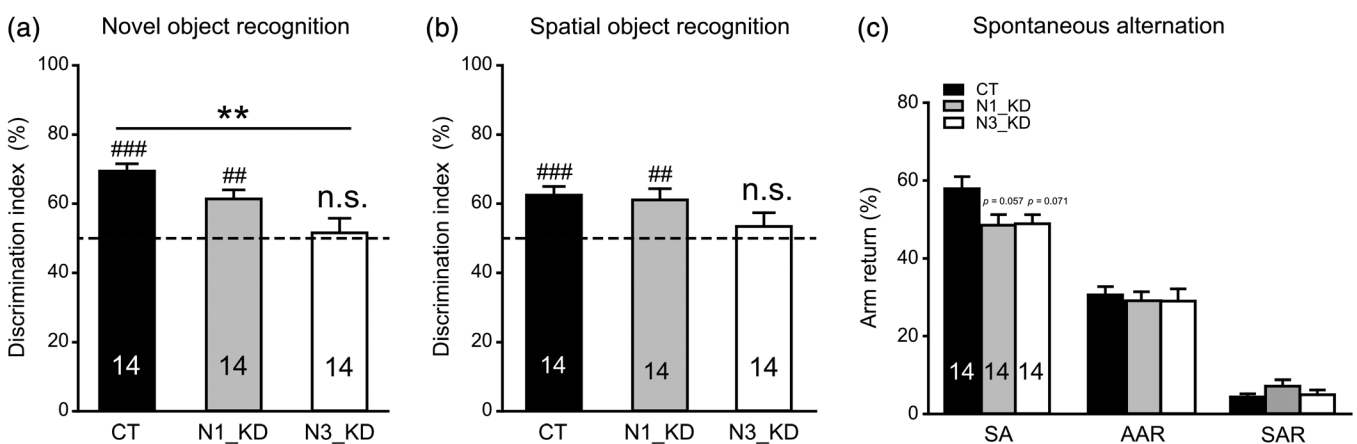 (a) Novel object recognition
Discrimination index (%)
100
80
60
40
20
0
**
###
##
n.s.
14
14
14
CT
N1_KD
N3_KD
(b) Spatial object recognition
Discrimination index (%)
100
80
60
40
20
0
###
##
n.s.
14
14
14
CT
N1_KD
N3_KD
(c) Spontaneous alternation
CT
N1_KD
N3_KD
Arm return (%)
80
60
40
20
0
p = 0.057 p = 0.071
14
14
14
SA
AAR
SAR